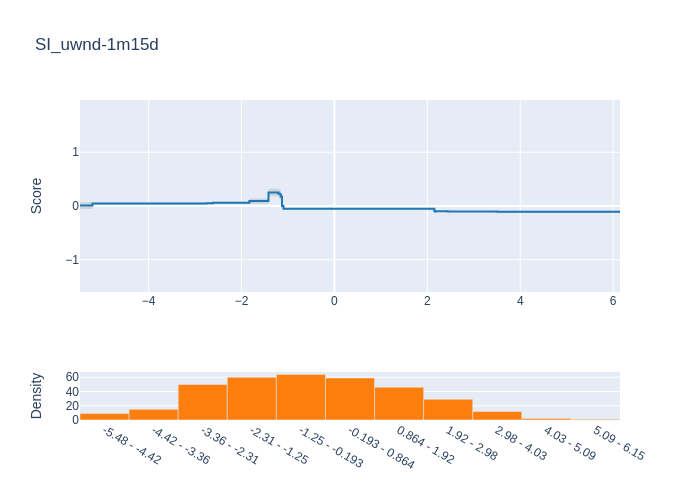 SI_uwnd-1m15d
Score
1
0
−1
−4
−2
0
2
4
6
Density
60
40
20
0
-5.48 - -4.42
-4.42 - -3.36
-3.36 - -2.31
-2.31 - -1.25
-1.25 - -0.193
-0.193 - 0.864
0.864 - 1.92
1.92 - 2.98
2.98 - 4.03
4.03 - 5.09
5.09 - 6.15